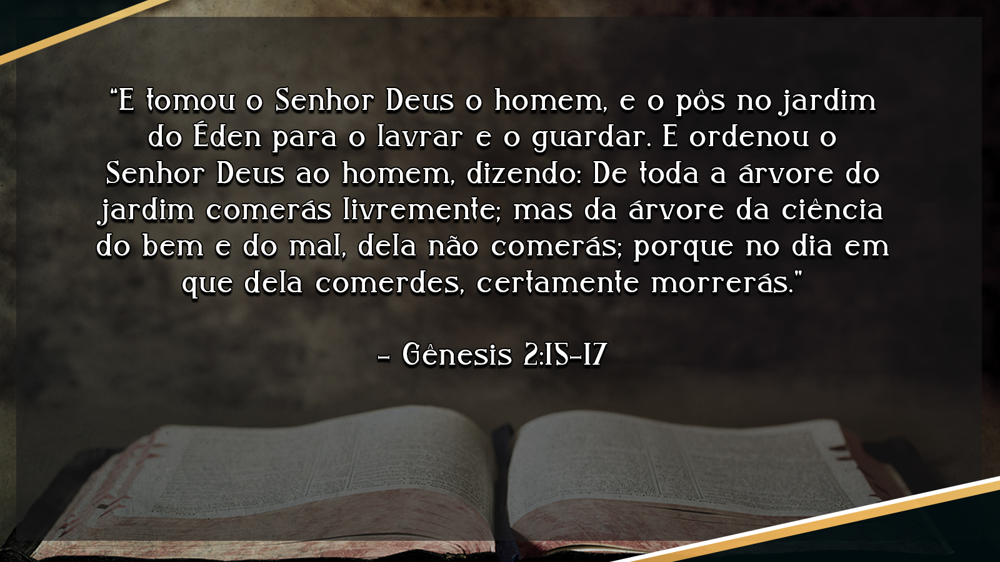 “E tomou o Senhor Deus o homem, e o pôs no jardim
do Éden para o lavrar e o guardar. E ordenou o
Senhor Deus ao homem, dizendo: De toda a árvore do
jardim comerás livremente; mas da árvore da ciência
do bem e do mal, dela não comerás; porque no dia em
que dela comerdes, certamente morrerás."
- Gênesis 2:15-17